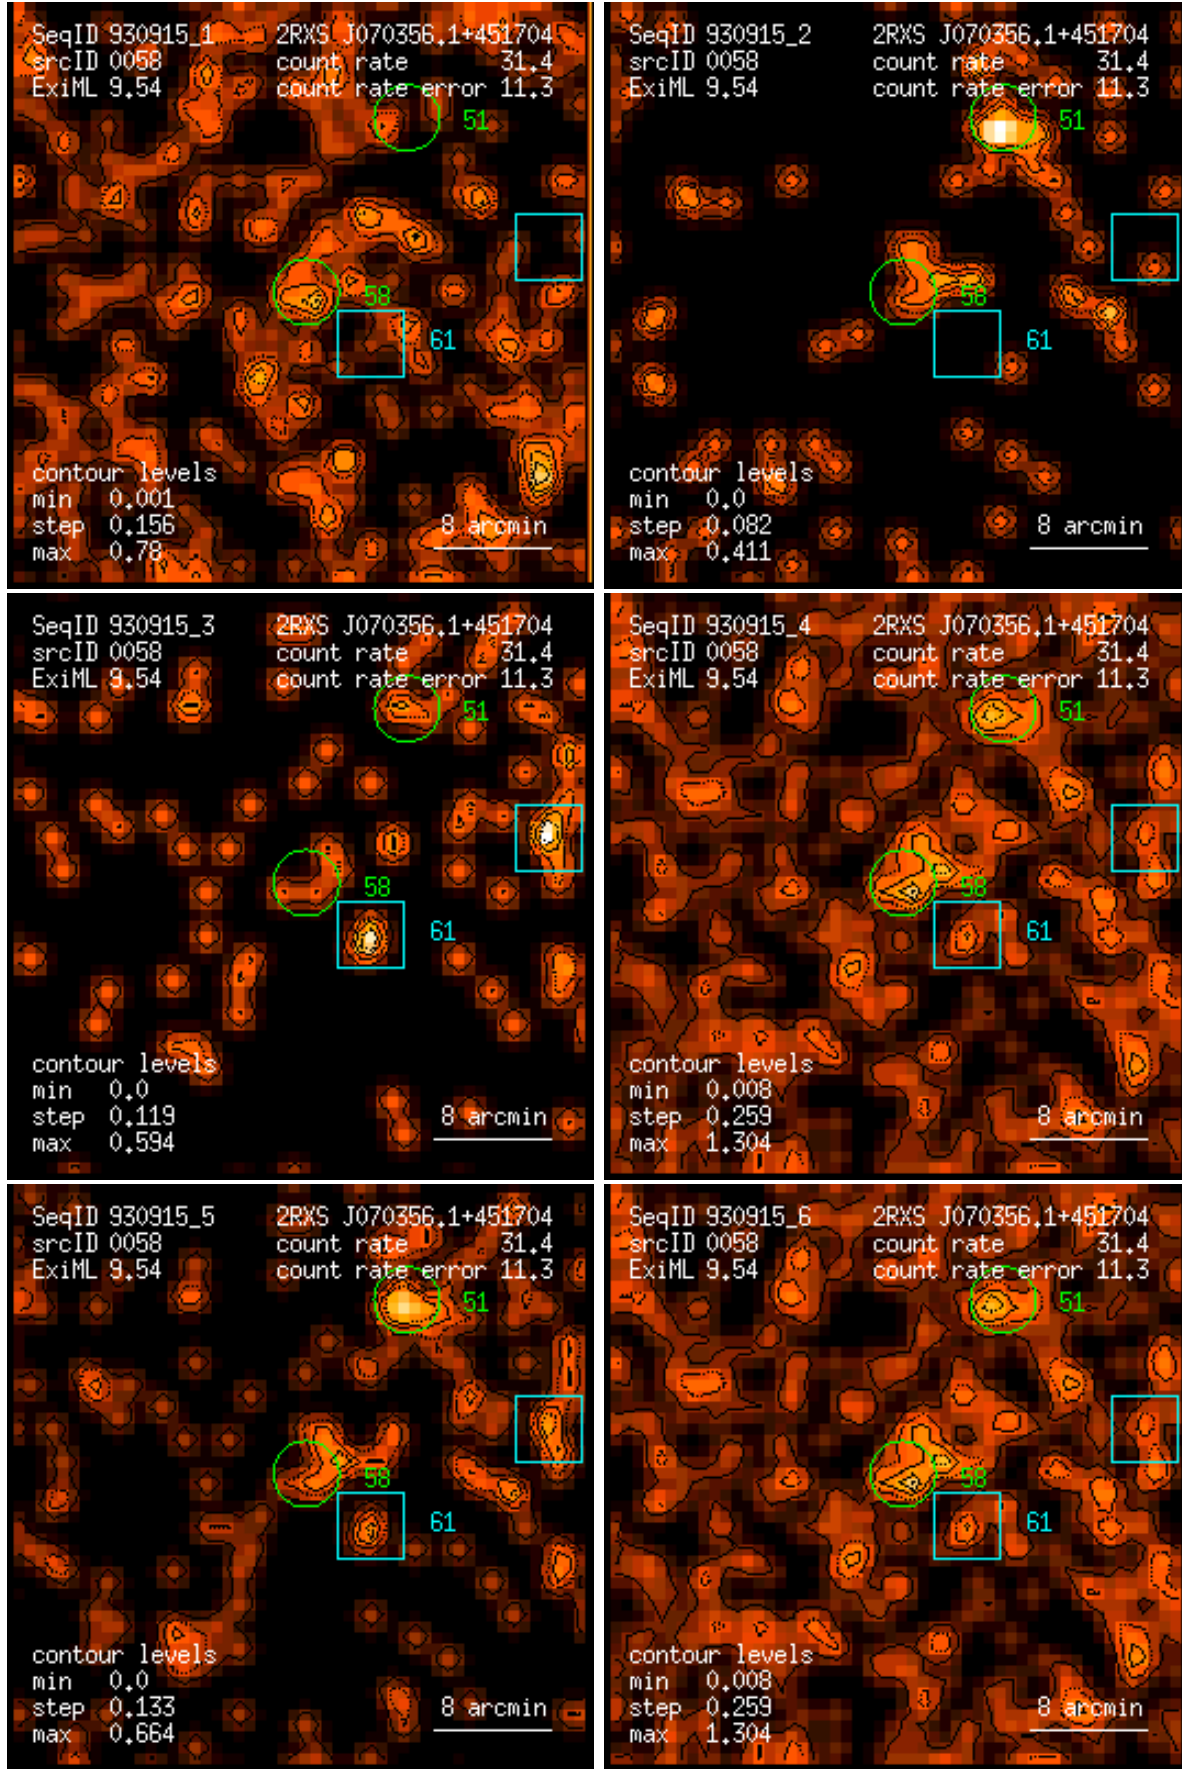 SeqID 930915_1 2RXS J070356.1+451704
srcID 0058 count rate 31.4
ExiML 9.54 count rate error 11.3
51
58
61
contour levels
min 0.001
step 0.156 8 arcmin
max 0.78
SeqID 930915_2 2RXS J070356.1+451704
srcID 0058 count rate 31.4
ExiML 9.54 count rate error 11.3
51
58
61
contour levels
min 0.0
step 0.082 8 arcmin
max 0.411
SeqID 930915_3 2RXS J070356.1+451704
srcID 0058 count rate 31.4
ExiML 9.54 count rate error 11.3
51
58
61
contour levels
min 0.0
step 0.119 8 arcmin
max 0.594
SeqID 930915_4 2RXS J070356.1+451704
srcID 0058 count rate 31.4
ExiML 9.54 count rate error 11.3
51
58
61
contour levels
min 0.008
step 0.259 8 arcmin
max 1.304
SeqID 930915_5 2RXS J070356.1+451704
srcID 0058 count rate 31.4
ExiML 9.54 count rate error 11.3
51
58
61
contour levels
min 0.0
step 0.133 8 arcmin
max 0.664
SeqID 930915_6 2RXS J070356.1+451704
srcID 0058 count rate 31.4
ExiML 9.54 count rate error 11.3
51
58
61
contour levels
min 0.008
step 0.259 8 arcmin
max 1.304